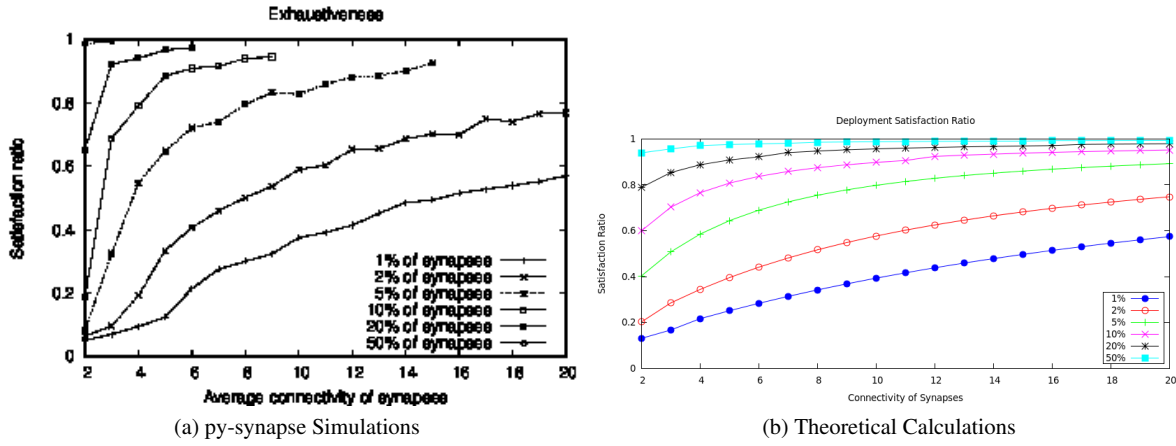 Exhaustiveness
1
0.8
0.6
0.4
0.2
0
Satisfaction ratio
1% of synapses
2% of synapses
5% of synapses
10% of synapses
20% of synapses
50% of synapses
2 4 6 8 10 12 14 16 18 20
Average connectivity of synapses
(a) py-synapse Simulations
Deployment Satisfaction Ratio
1
0.8
0.6
0.4
0.2
0
Satisfaction Ratio
1%
2%
5%
10%
20%
50%
2 4 6 8 10 12 14 16 18 20
Connectivity of Synapses
(b) Theoretical Calculations